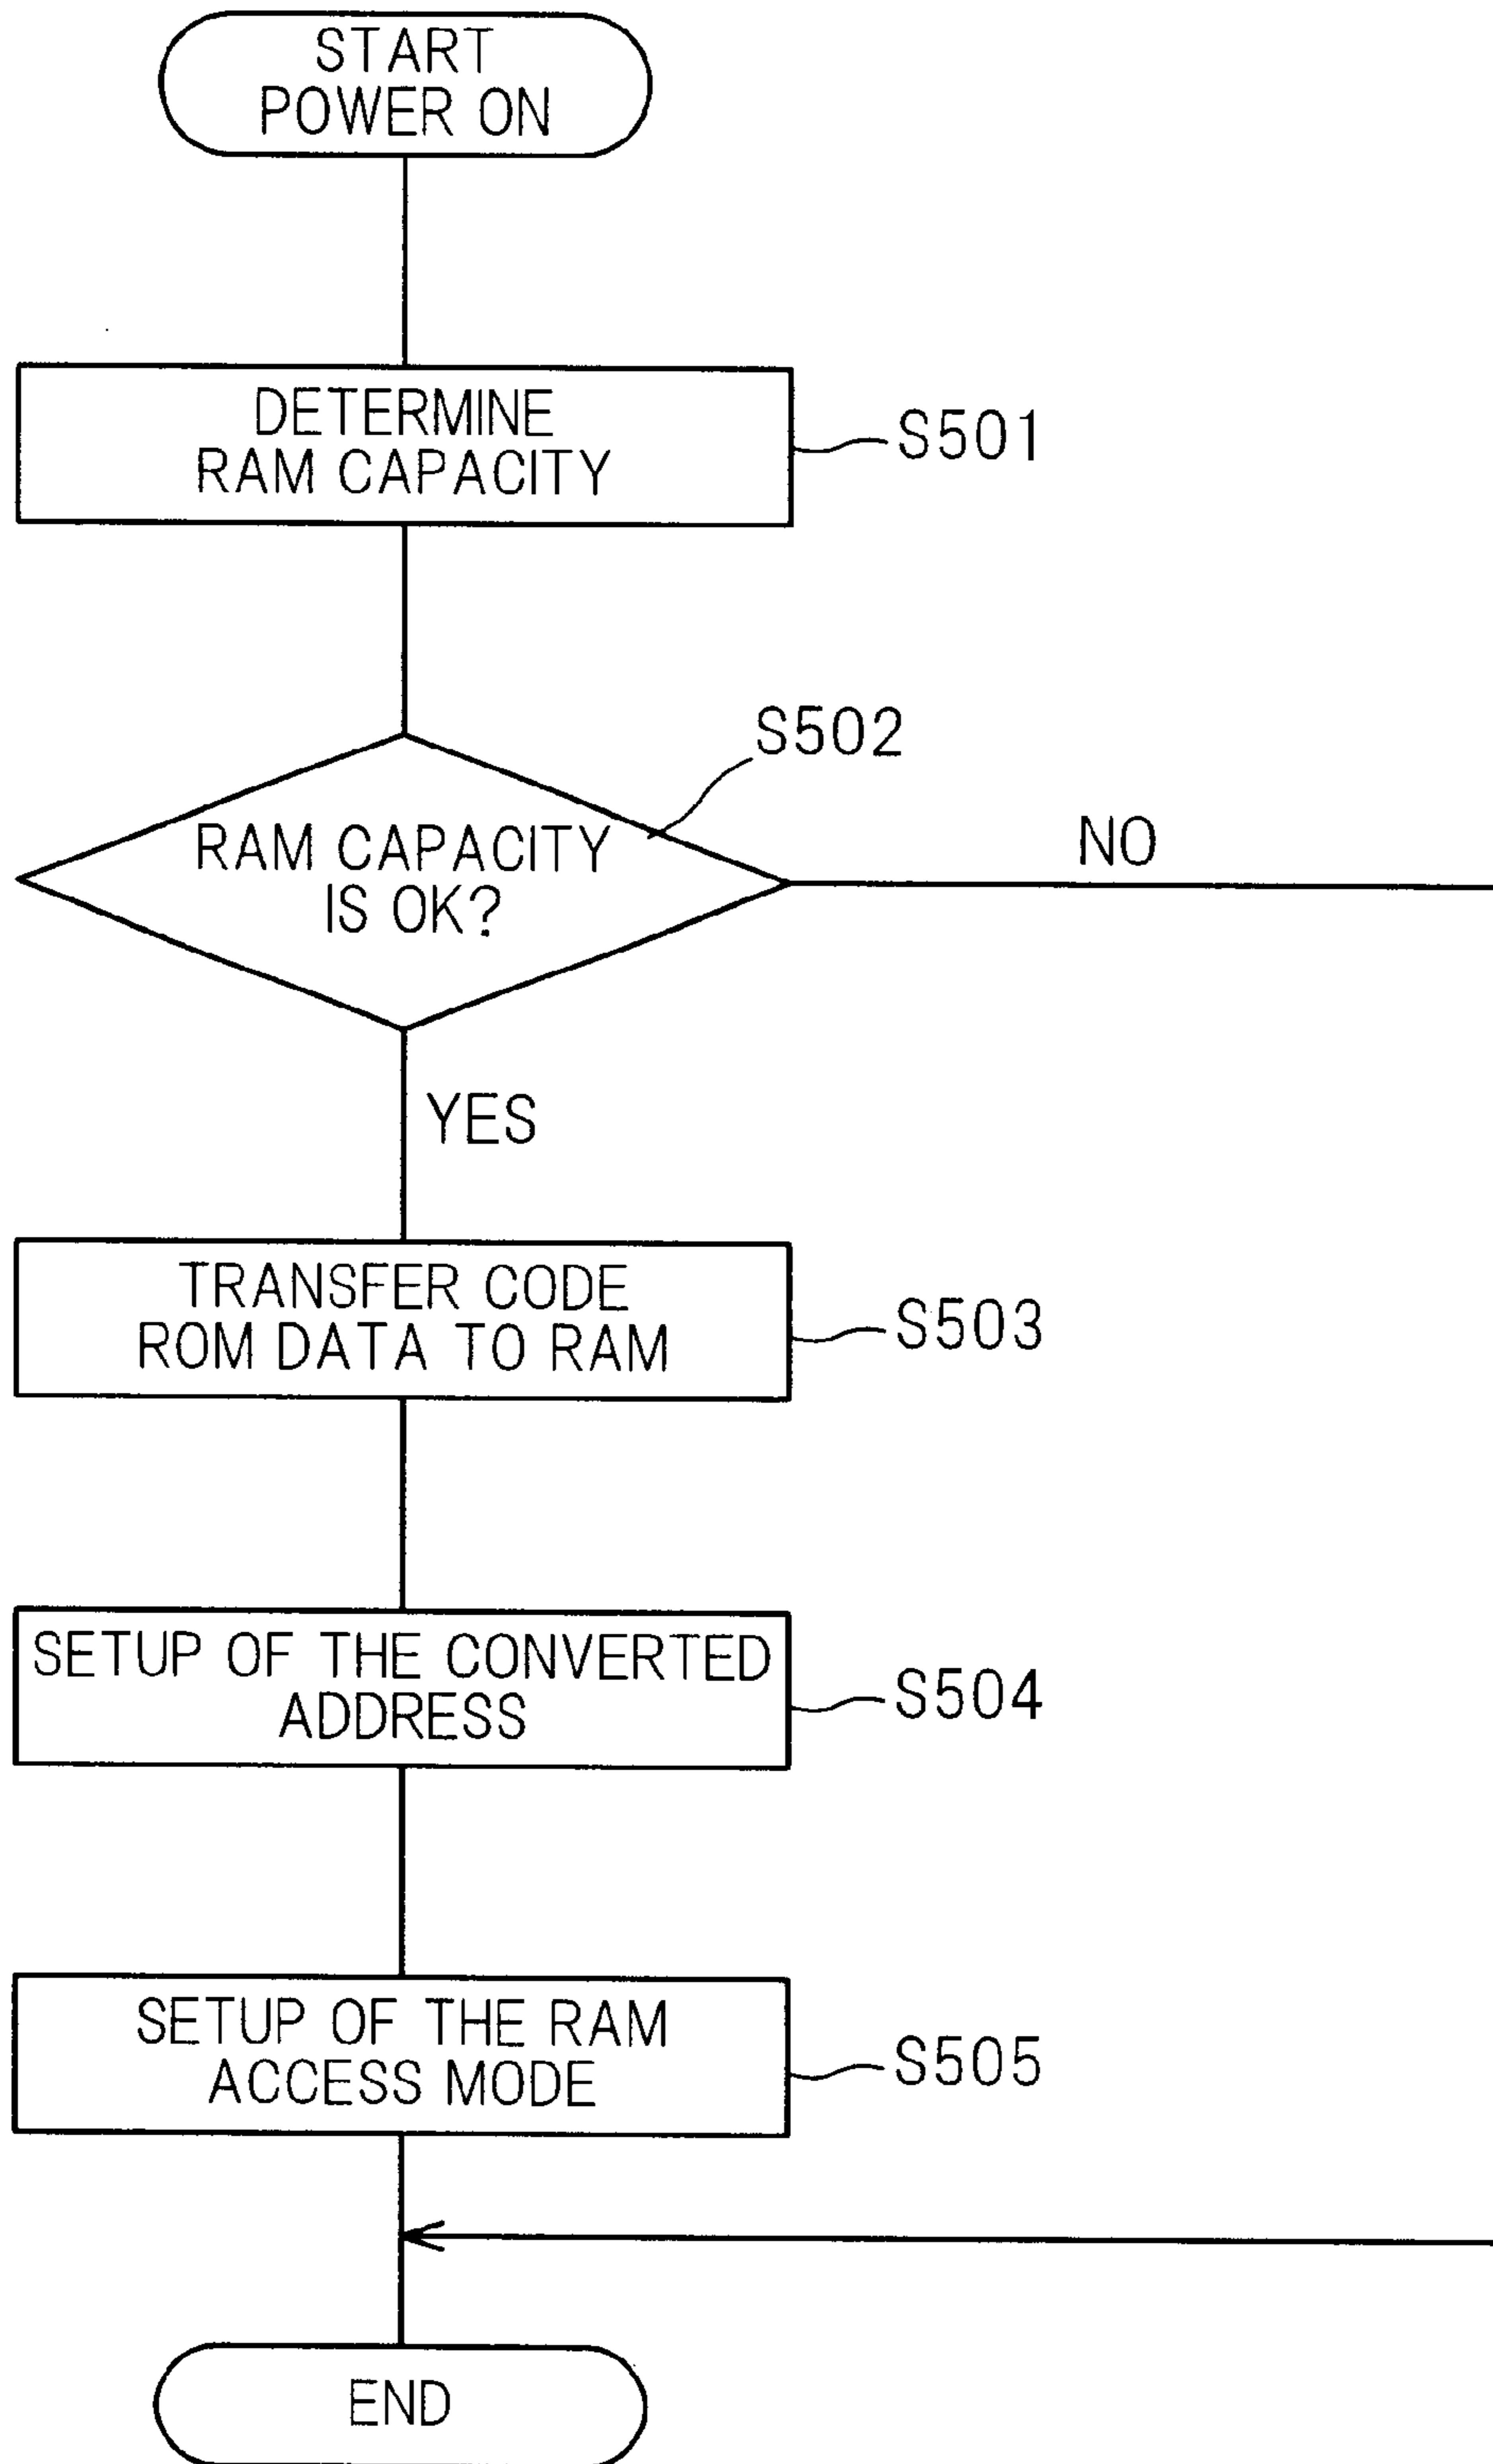 START
POWER ON
DETERMINE
RAM CAPACITY
S501
S502
RAM CAPACITY
IS OK?
NO
YES
TRANSFER CODE
ROM DATA TO RAM
S503
SETUP OF THE CONVERTED
ADDRESS
S504
SETUP OF THE RAM
ACCESS MODE
S505
END